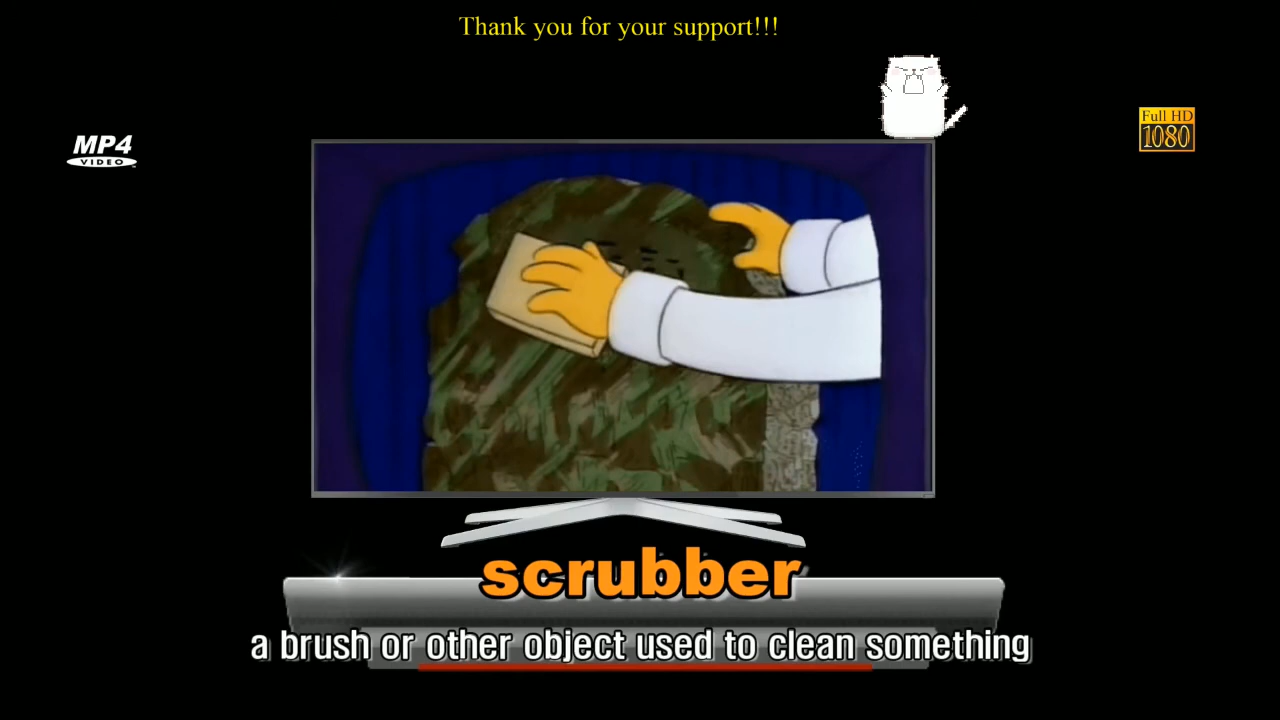 Thank you for your support!!!
MP4
VIDEO
Full HD
1080
scrubber
a brush or other object used to clean something